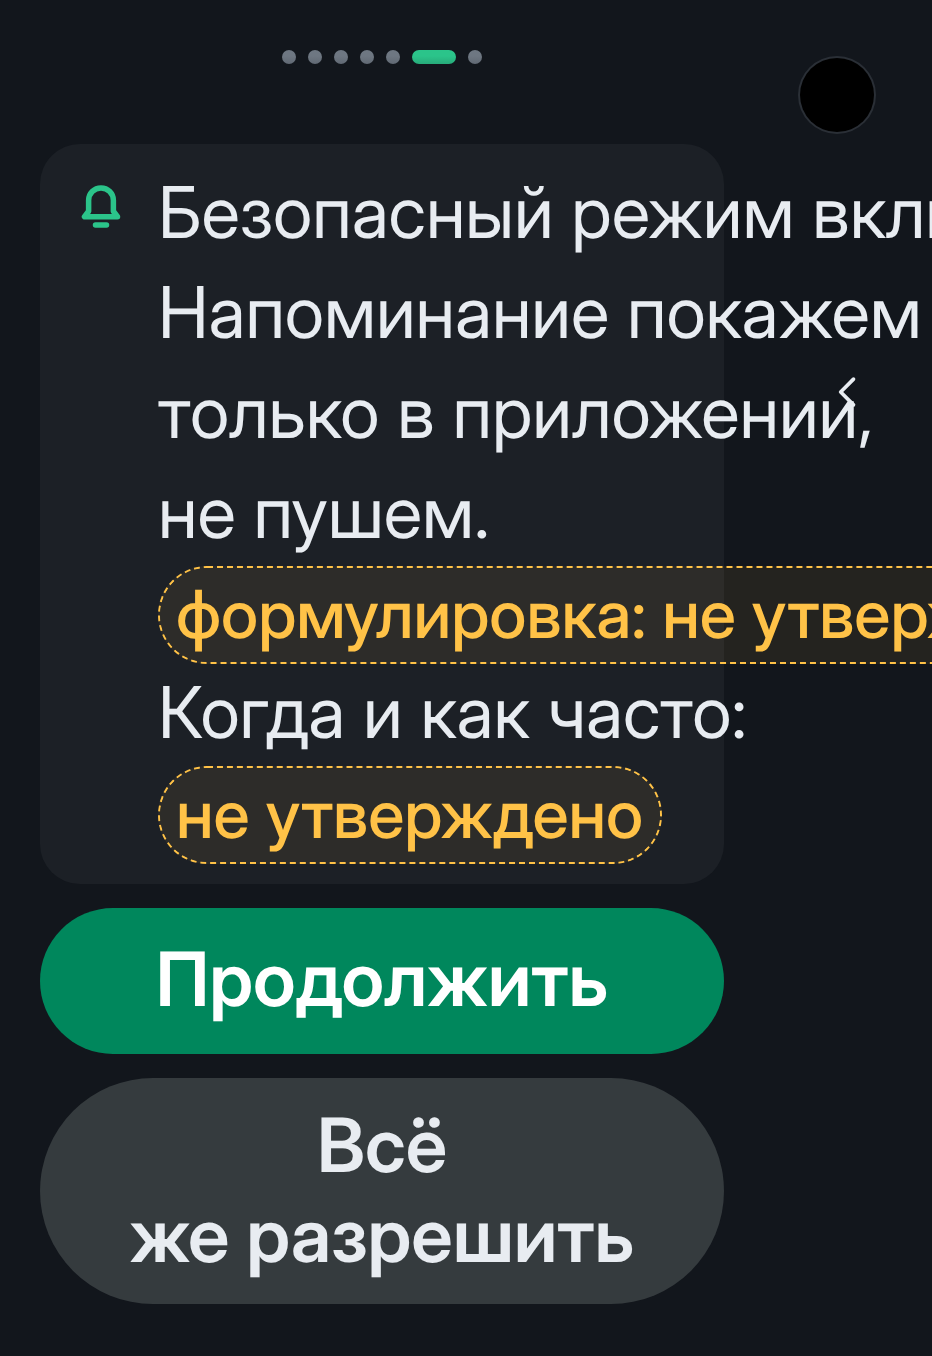 Безопасный режим вкл
Напоминание покажем
только в приложении,
не пушем.
формулировка: не утверж
Когда и как часто:
не утверждено
Продолжить
Всё
же разрешить